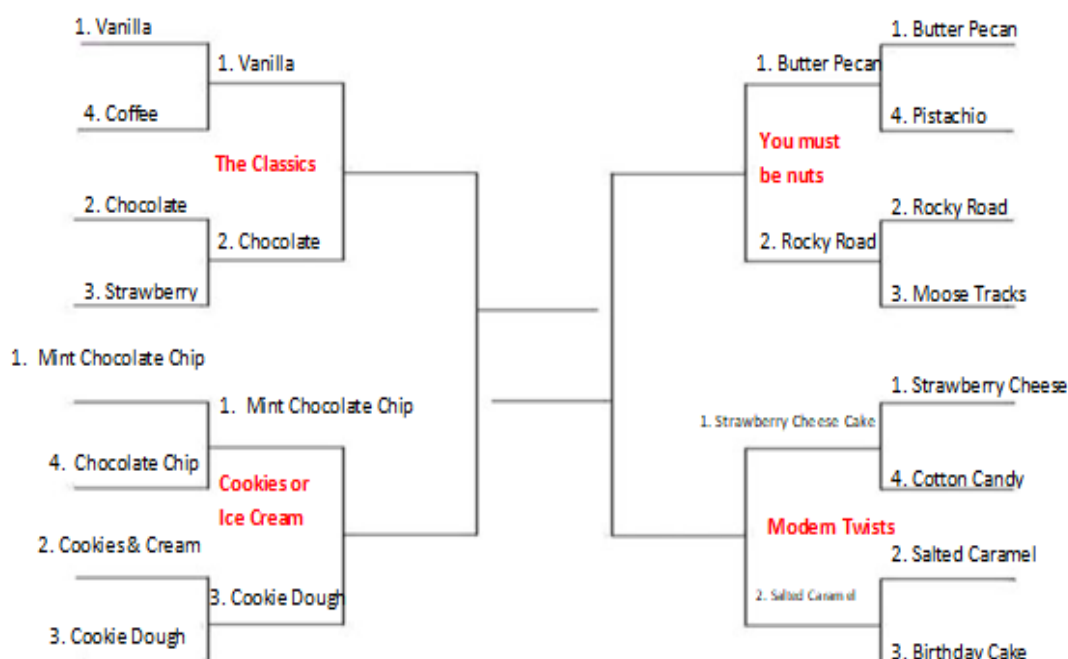 1. Vanilla
1. Vanilla
4. Coffee
The Classics
2. Chocolate
2. Chocolate
3. Strawberry
1. Mint Chocolate Chip
1. Mint Chocolate Chip
4. Chocolate Chip
Cookies or
Ice Cream
2. Cookies & Cream
3. Cookie Dough
3. Cookie Dough
1. Butter Pecan
1. Butter Pecan
4. Pistachio
You must
be nuts
2. Rocky Road
2. Rocky Road
3. Moose Tracks
1. Strawberry Cheese
1. Strawberry Cheese Cake
4. Cotton Candy
Modern Twists
2. Salted Caramel
2. Salted Caramel
3. Birthday Cake